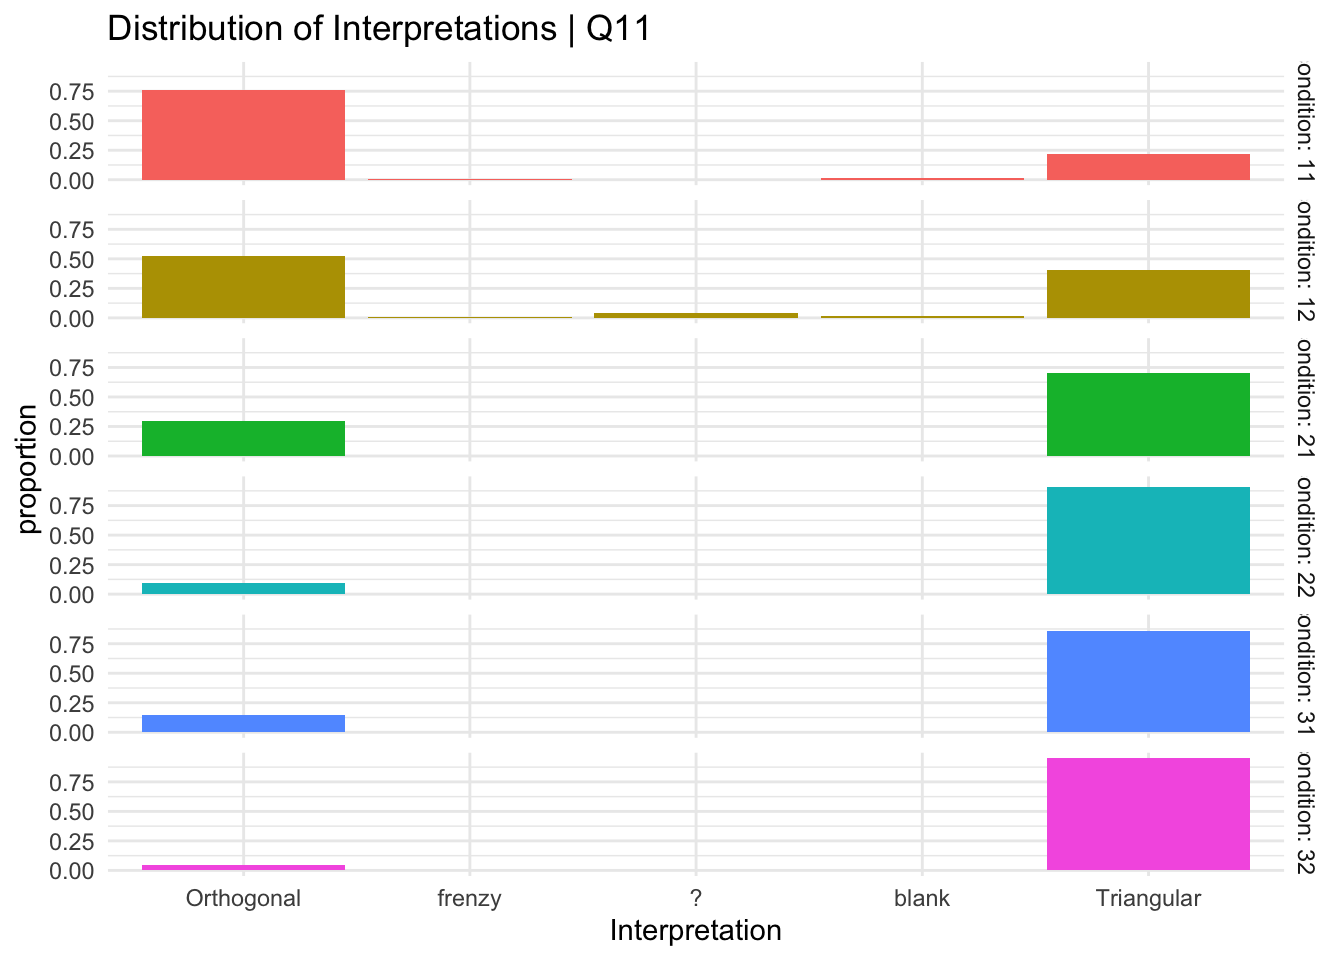 Distribution of Interpretations | Q11
0.75
0.50
0.25
0.00
ondition: 11
0.75
0.50
0.25
0.00
ondition: 12
0.75
0.50
0.25
0.00
ondition: 21
0.75
0.50
0.25
0.00
ondition: 22
0.75
0.50
0.25
0.00
ondition: 31
0.75
0.50
0.25
0.00
ondition: 32
proportion
Orthogonal frenzy ? blank Triangular
Interpretation